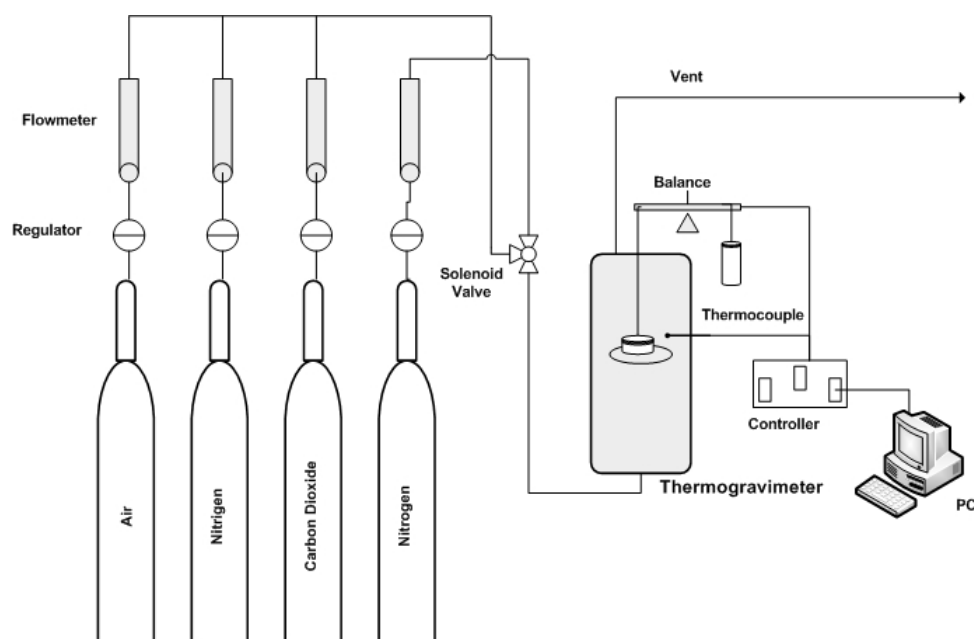 Vent
Flowmeter
Balance
Regulator
Solenoid
Valve
Thermocouple
Controller
Thermogravimeter
PC
Air
Nitrigen
Carbon Dioxide
Nitrogen